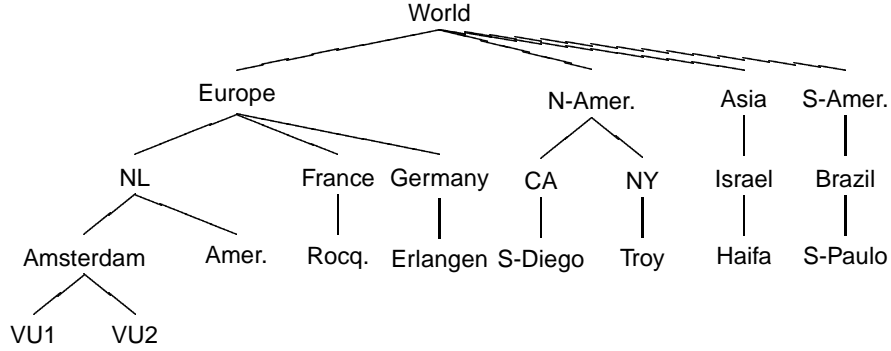 World
Europe N-Amer. Asia S-Amer.
NL France Germany CA NY Israel Brazil
Amsterdam Amer. Rocq. Erlangen S-Diego Troy Haifa S-Paulo
VU1 VU2